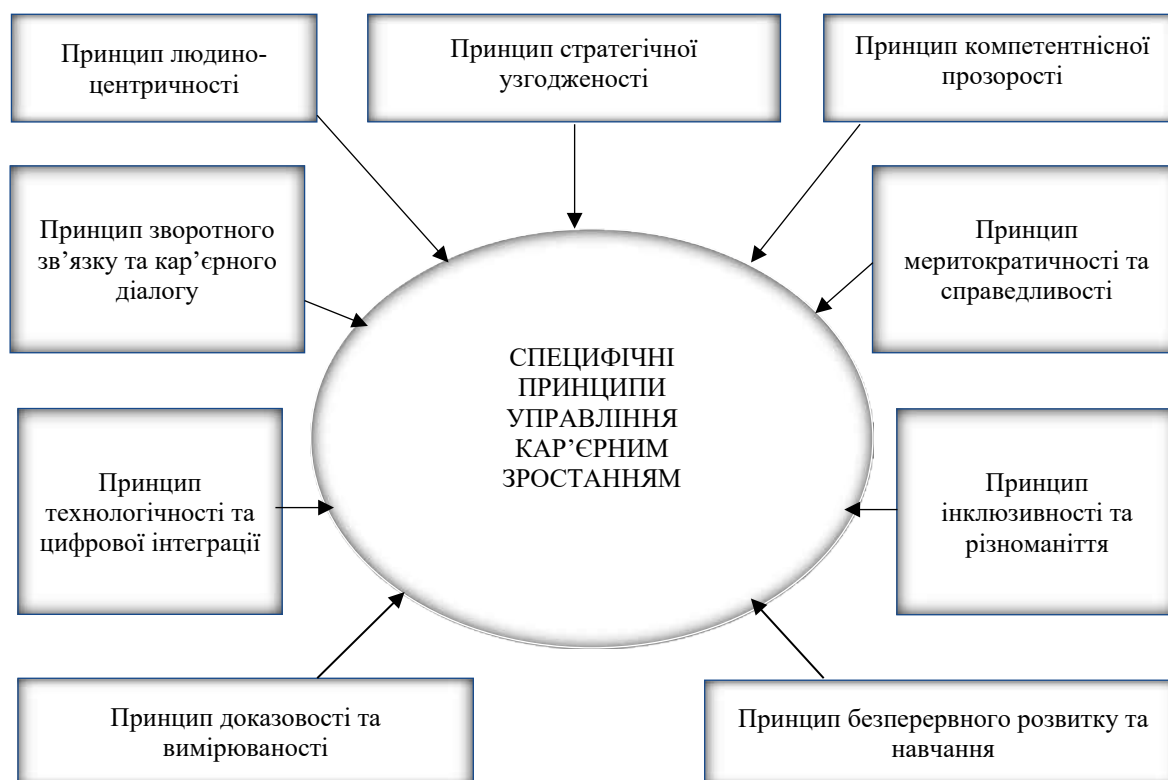 Принцип людино-
центричності
Принцип стратегічної
узгодженості
Принцип компетентнісної
прозорості
Принцип зворотного
зв’язку та кар’єрного
діалогу
Принцип
меритократичності та
справедливості
СПЕЦИФІЧНІ
ПРИНЦИПИ
УПРАВЛІННЯ
КАР’ЄРНИМ
ЗРОСТАННЯМ
Принцип
технологічності та
цифрової інтеграції
Принцип
інклюзивності та
різноманіття
Принцип доказовості та
вимірюваності
Принцип безперервного розвитку та
навчання